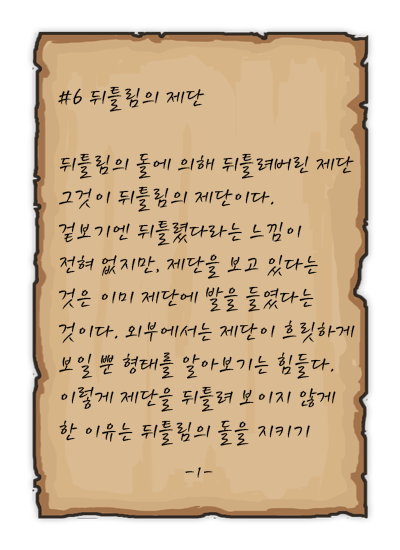 #6 뒤틀림의 제단
뒤틀림의 돌에 의해 뒤틀려버린 제단
그것이 뒤틀림의 제단이다.
겉보기엔 뒤틀렸다라는 느낌이
전혀 없지만, 제단을 보고 있다는
것은 이미 제단에 발을 들였다는
것이다. 외부에서는 제단이 흐릿하게
보일 뿐 형태를 알아보기는 힘들다.
이렇게 제단을 뒤틀려 보이지 않게
한 이유는 뒤틀림의 돌을 지키기
-1-